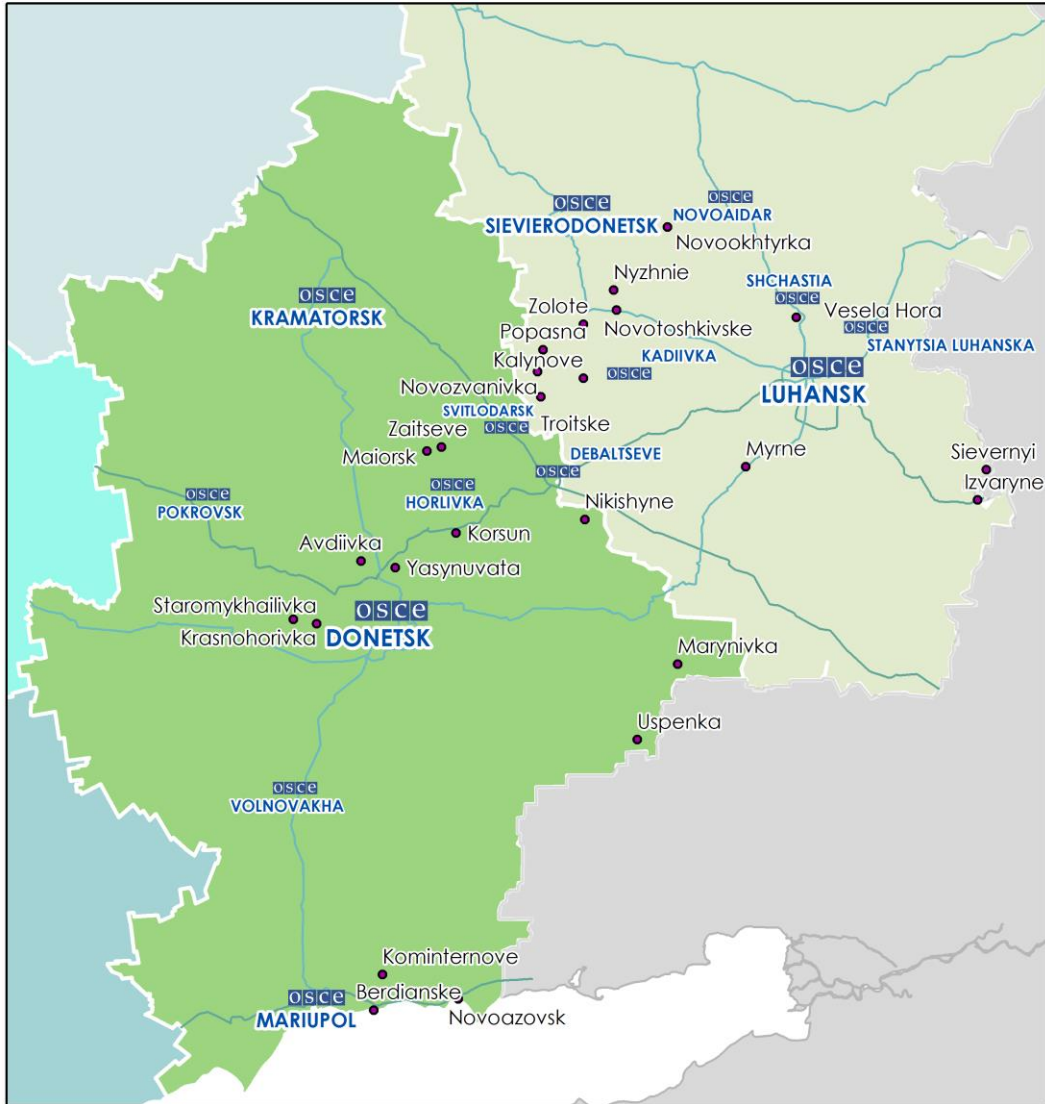 osce
SIEVIERODONETSK
osce
NOVOAIDAR
Novookhtyrka
osce
KRAMATORSK
Nyzhnie
SHCHASTIA
osce
Zolote
Novotoshkivske
Vesela Hora
osce
STANYTSIA LUHANSKA
Popasna
Kalynove
KADIIVKA
osce
osce
LUHANSK
Novozvanivka
SVITLODARSK
osce
Troitske
Zaitseve
Maiorsk
DEBALTSEVE
osce
Myrne
Sievernyi
Izvaryne
osce
POKROVSK
osce
HORLIVKA
Nikishyne
Korsun
Avdiivka
Yasynuvata
Staromykhailivka
Krasnohorivka
osce
DONETSK
Marynivka
Uspenka
osce
VOLNOVAKHA
Kominternove
osce
MARIUPOL
Berdianske
Novoazovsk